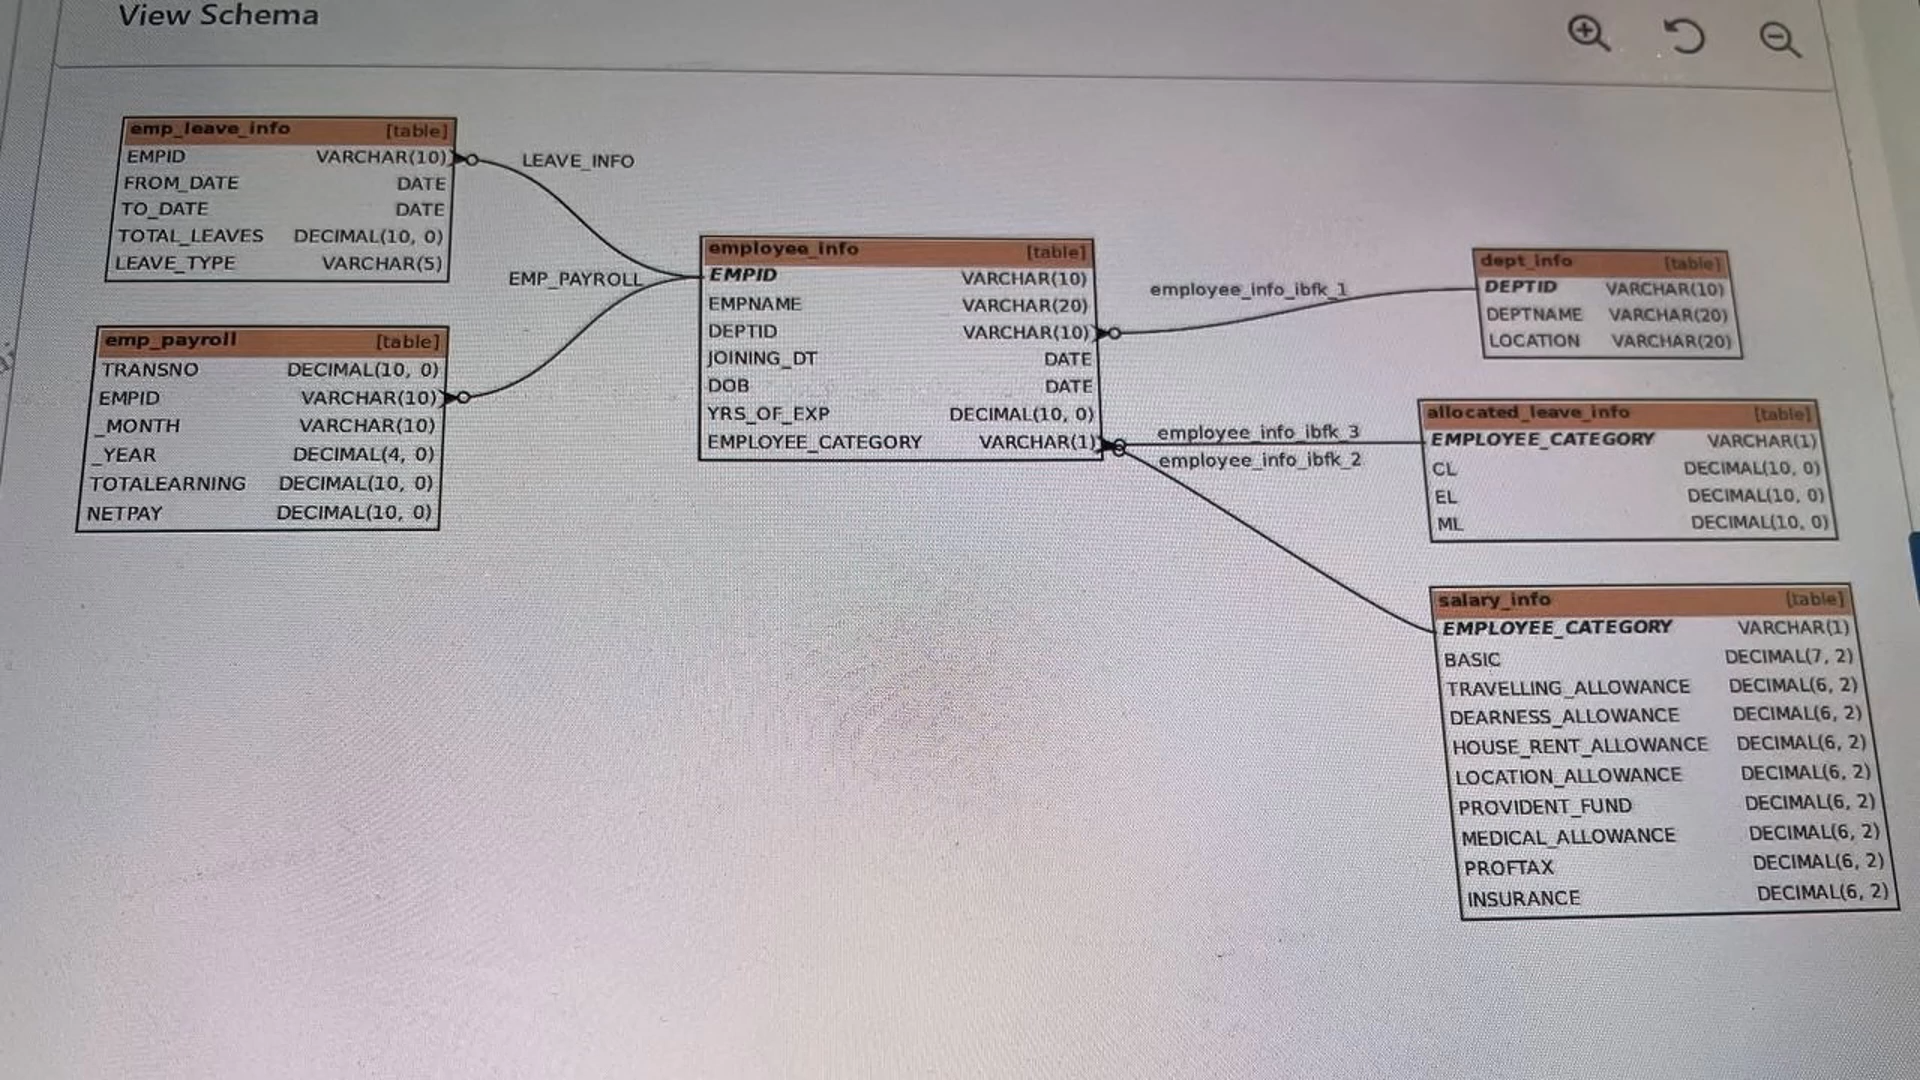 View Schema
emp_leave_info [table]
EMPID VARCHAR(10)
FROM_DATE DATE
TO_DATE DATE
TOTAL_LEAVES DECIMAL(10, 0)
LEAVE_TYPE VARCHAR(5)
LEAVE_INFO
EMP_PAYROLL
emp_payroll [table]
TRANSNO DECIMAL(10, 0)
EMPID VARCHAR(10)
_MONTH VARCHAR(10)
_YEAR DECIMAL(4, 0)
TOTALEARNING DECIMAL(10, 0)
NETPAY DECIMAL(10, 0)
employee_info [table]
EMPID VARCHAR(10)
EMPNAME VARCHAR(20)
DEPTID VARCHAR(10)
JOINING_DT DATE
DOB DATE
YRS_OF_EXP DECIMAL(10, 0)
EMPLOYEE_CATEGORY VARCHAR(1)
employee_info_ibfk_1
employee_info_ibfk_3
employee_info_ibfk_2
dept_info [table]
DEPTID VARCHAR(10)
DEPTNAME VARCHAR(20)
LOCATION VARCHAR(20)
allocated_leave_info [table]
EMPLOYEE_CATEGORY VARCHAR(1)
CL DECIMAL(10, 0)
EL DECIMAL(10, 0)
ML DECIMAL(10, 0)
salary_info [table]
EMPLOYEE_CATEGORY VARCHAR(1)
BASIC DECIMAL(7, 2)
TRAVELLING_ALLOWANCE DECIMAL(6, 2)
DEARNESS_ALLOWANCE DECIMAL(6, 2)
HOUSE_RENT_ALLOWANCE DECIMAL(6, 2)
LOCATION_ALLOWANCE DECIMAL(6, 2)
PROVIDENT_FUND DECIMAL(6, 2)
MEDICAL_ALLOWANCE DECIMAL(6, 2)
PROFTAX DECIMAL(6, 2)
INSURANCE DECIMAL(6, 2)